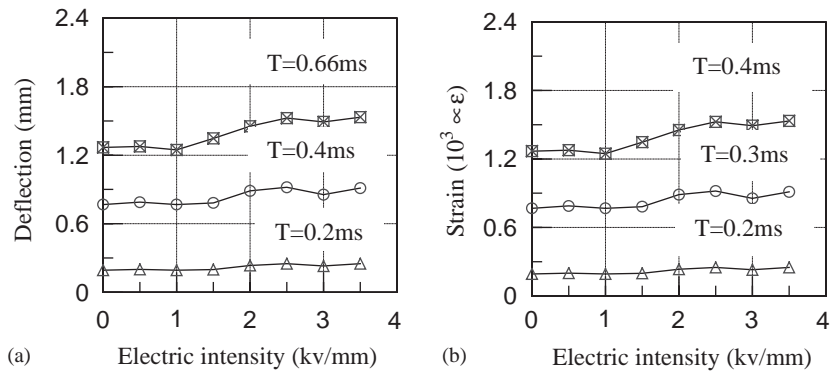 2.4
1.8
1.2
0.6
0
Deflection (mm)
T=0.66ms
T=0.4ms
T=0.2ms
0 1 2 3 4
Electric intensity (kv/mm)
(a)
2.4
1.8
1.2
0.6
0
Strain (10³ ∝ε)
T=0.4ms
T=0.3ms
T=0.2ms
0 1 2 3 4
Electric intensity (kv/mm)
(b)